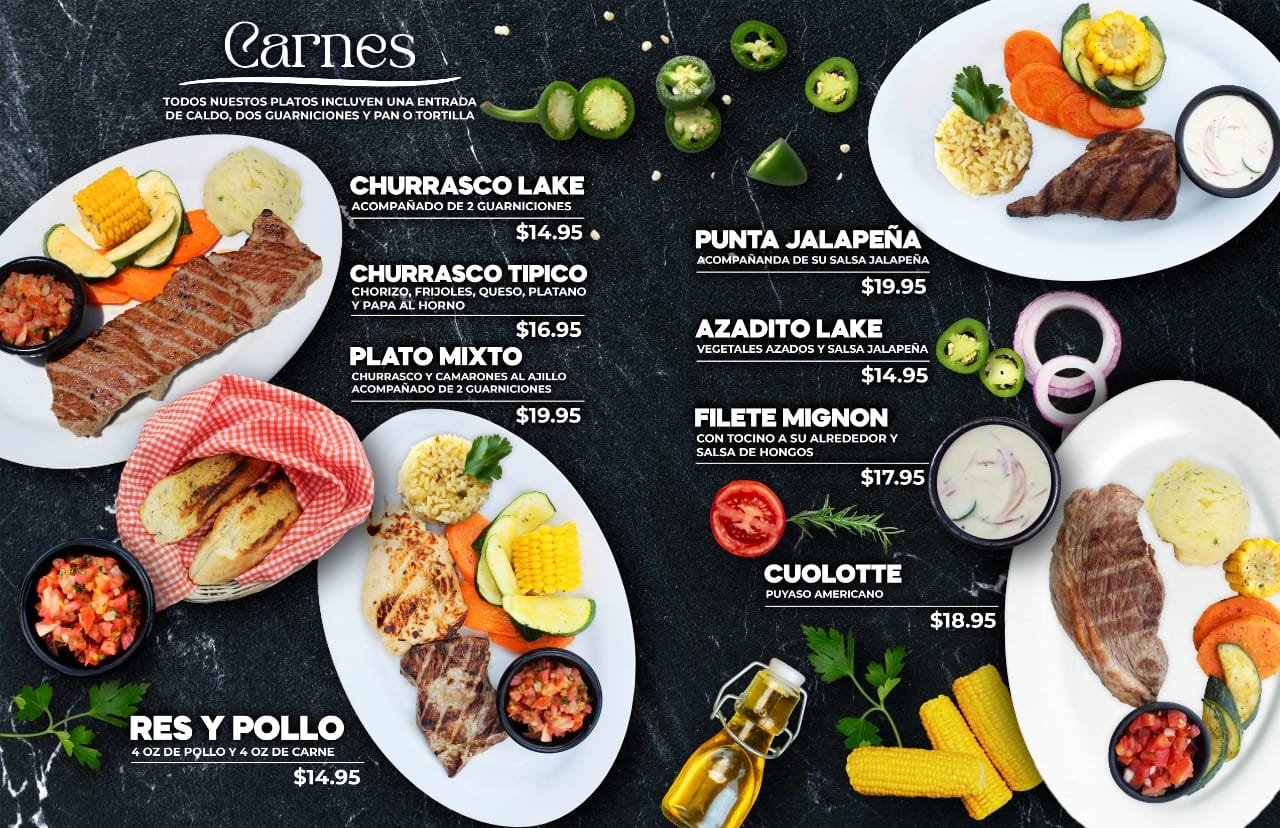 Carnes
TODOS NUESTOS PLATOS INCLUYEN UNA ENTRADA
DE CALDO, DOS GUARNICIONES Y PAN O TORTILLA
CHURRASCO LAKE
ACOMPAÑADO DE 2 GUARNICIONES
$14.95
CHURRASCO TIPICO
CHORIZO, FRIJOLES, QUESO, PLATANO
Y PAPA AL HORNO
$16.95
PLATO MIXTO
CHURRASCO Y CAMARONES AL AJILLO
ACOMPAÑADO DE 2 GUARNICIONES
$19.95
RES Y POLLO
4 OZ DE POLLO Y 4 OZ DE CARNE
$14.95
PUNTA JALAPEÑA
ACOMPAÑANDA DE SU SALSA JALAPEÑA
$19.95
AZADITO LAKE
VEGETALES AZADOS Y SALSA JALAPEÑA
$14.95
FILETE MIGNON
CON TOCINO A SU ALREDEDOR Y
SALSA DE HONGOS
$17.95
CUOLOTTE
PUYASO AMERICANO
$18.95